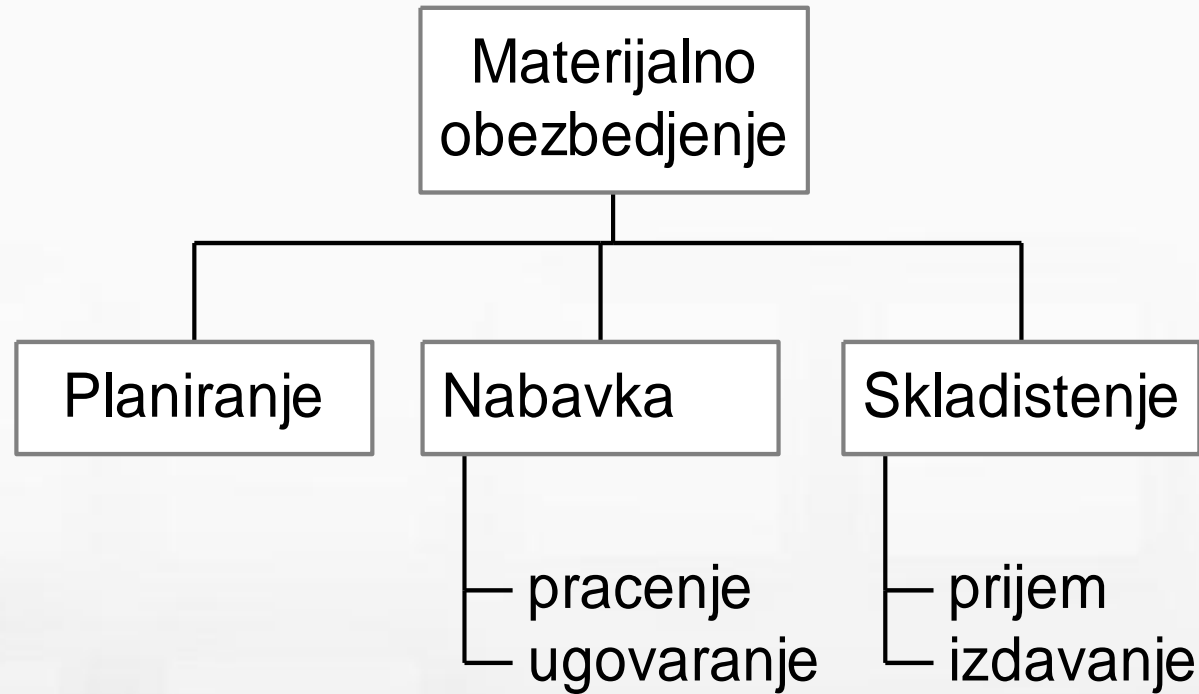 Materijalno
obezbedjenje
Planiranje
Nabavka
Skladistenje
pracenje
ugovaranje
prijem
izdavanje